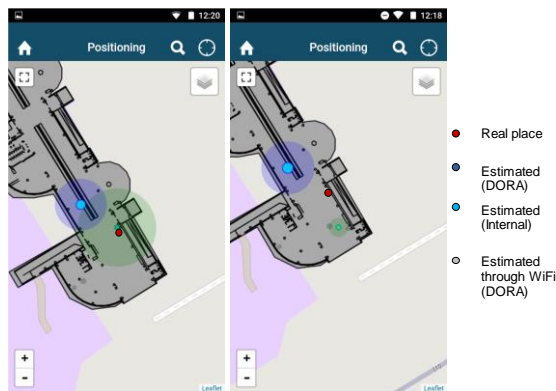 12:20
Positioning
+
-
Leaflet
12:18
Positioning
+
-
Leaflet
Real place
Estimated
(DORA)
Estimated
(Internal)
Estimated
through WiFi
(DORA)